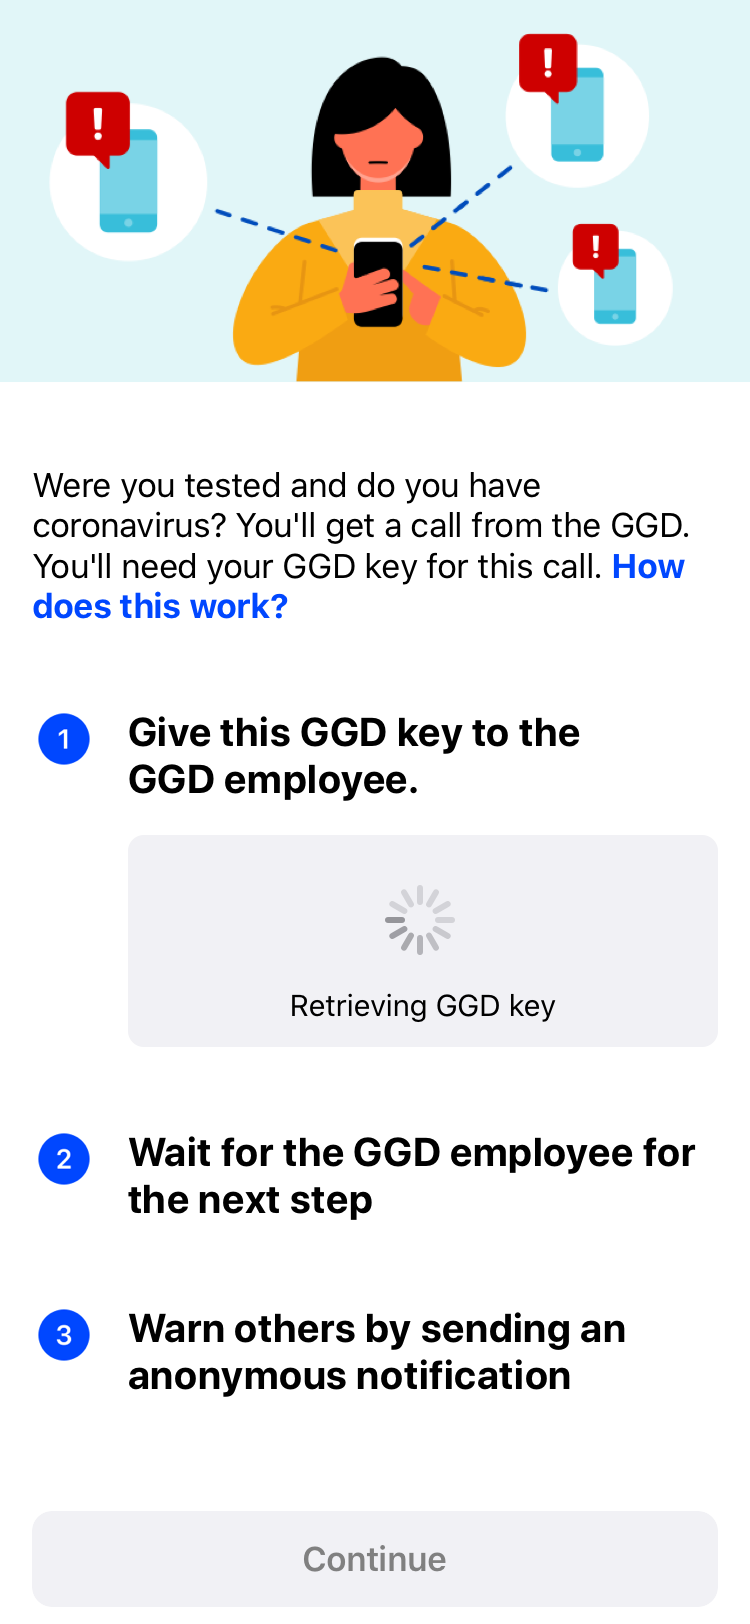 !
!
!
Were you tested and do you have
coronavirus? You'll get a call from the GGD.
You'll need your GGD key for this call. How
does this work?
1
Give this GGD key to the
GGD employee.
Retrieving GGD key
2
Wait for the GGD employee for
the next step
3
Warn others by sending an
anonymous notification
Continue